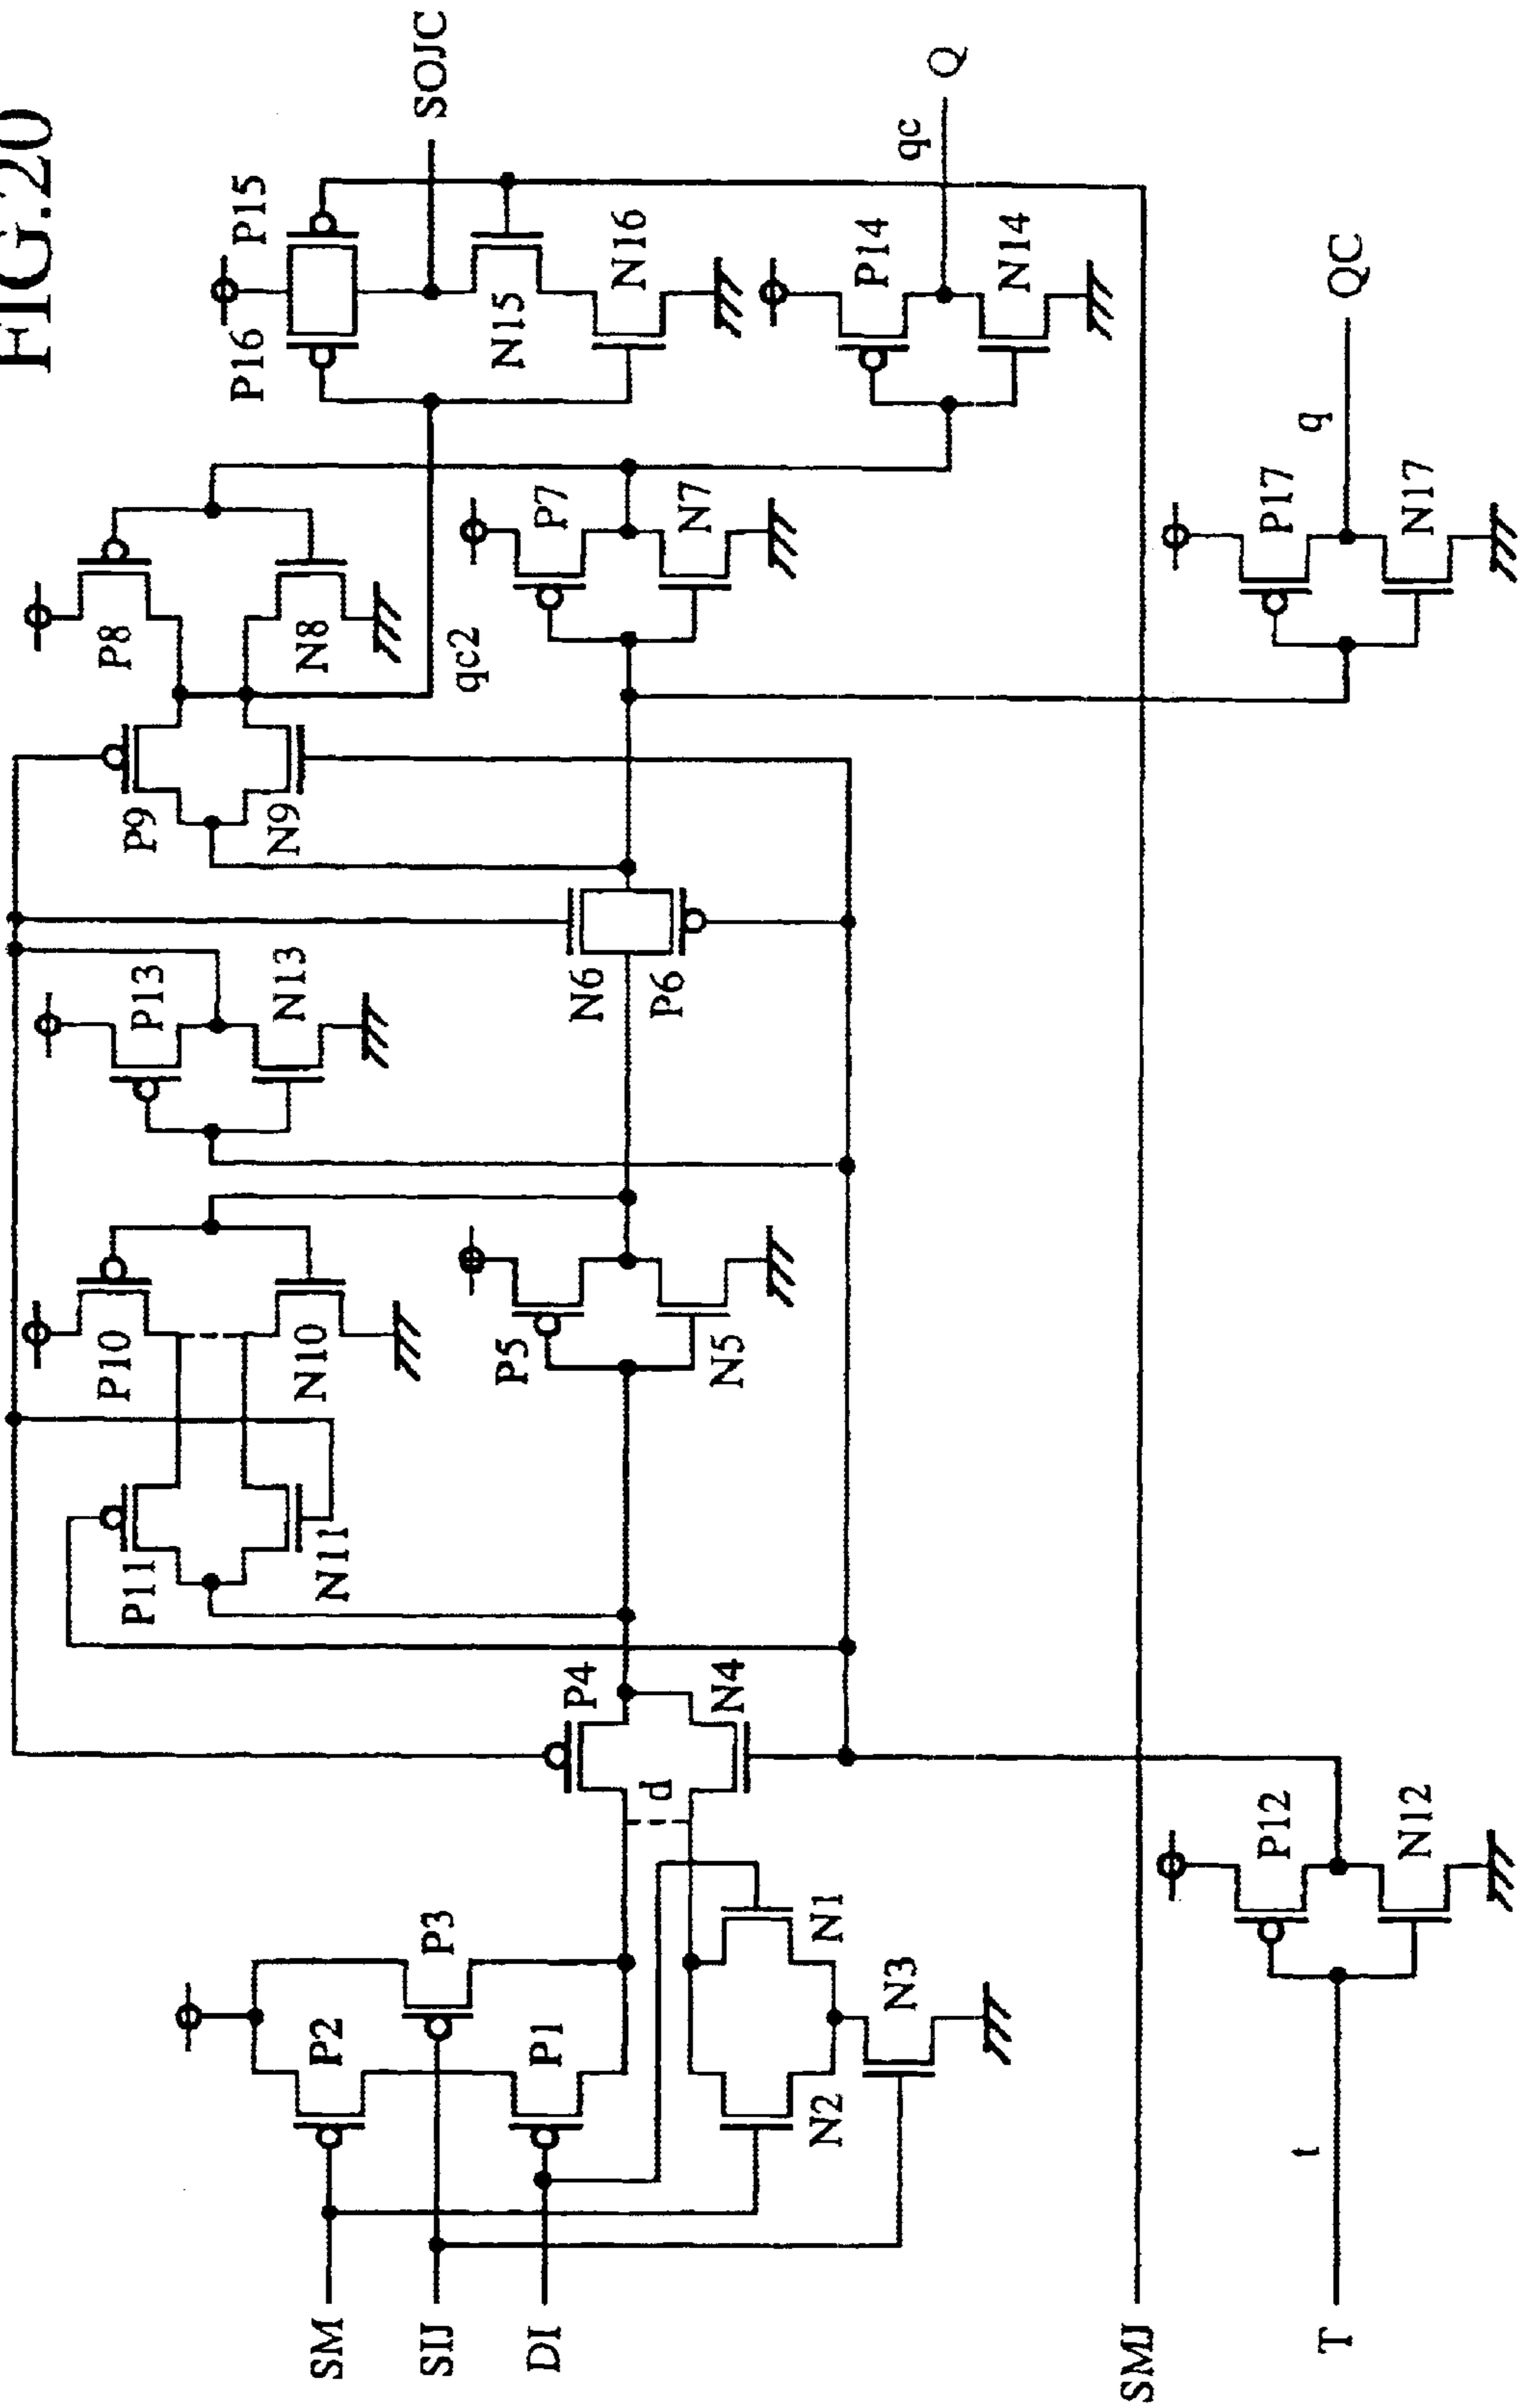 FIG.20
SM
SIJ
DI
SMJ
T
t
P2
P3
P1
N2
N1
N3
d
P4
N4
P11
N11
P10
N10
P5
N5
P12
N12
P13
N13
N6
P6
P9
N9
P8
N8
qc2
P7
N7
P16
P15
N15
N16
P14
N14
P17
N17
SOJC
qc
Q
q
QC